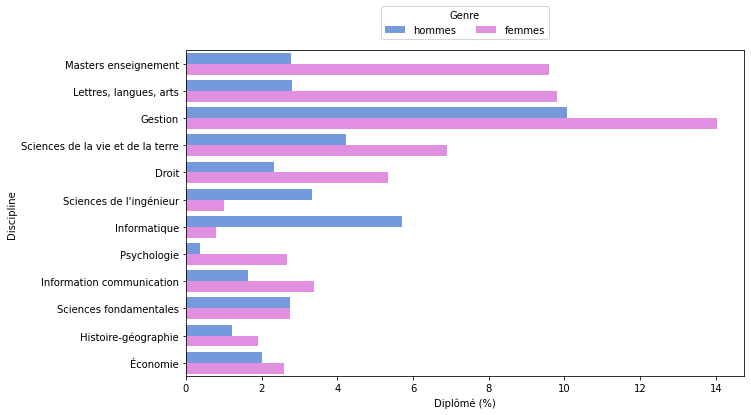 Genre
hommes femmes
Masters enseignement
Lettres, langues, arts
Gestion
Sciences de la vie et de la terre
Droit
Sciences de l'ingénieur
Informatique
Psychologie
Information communication
Sciences fondamentales
Histoire-géographie
Économie
Discipline
0 2 4 6 8 10 12 14
Diplômé (%)